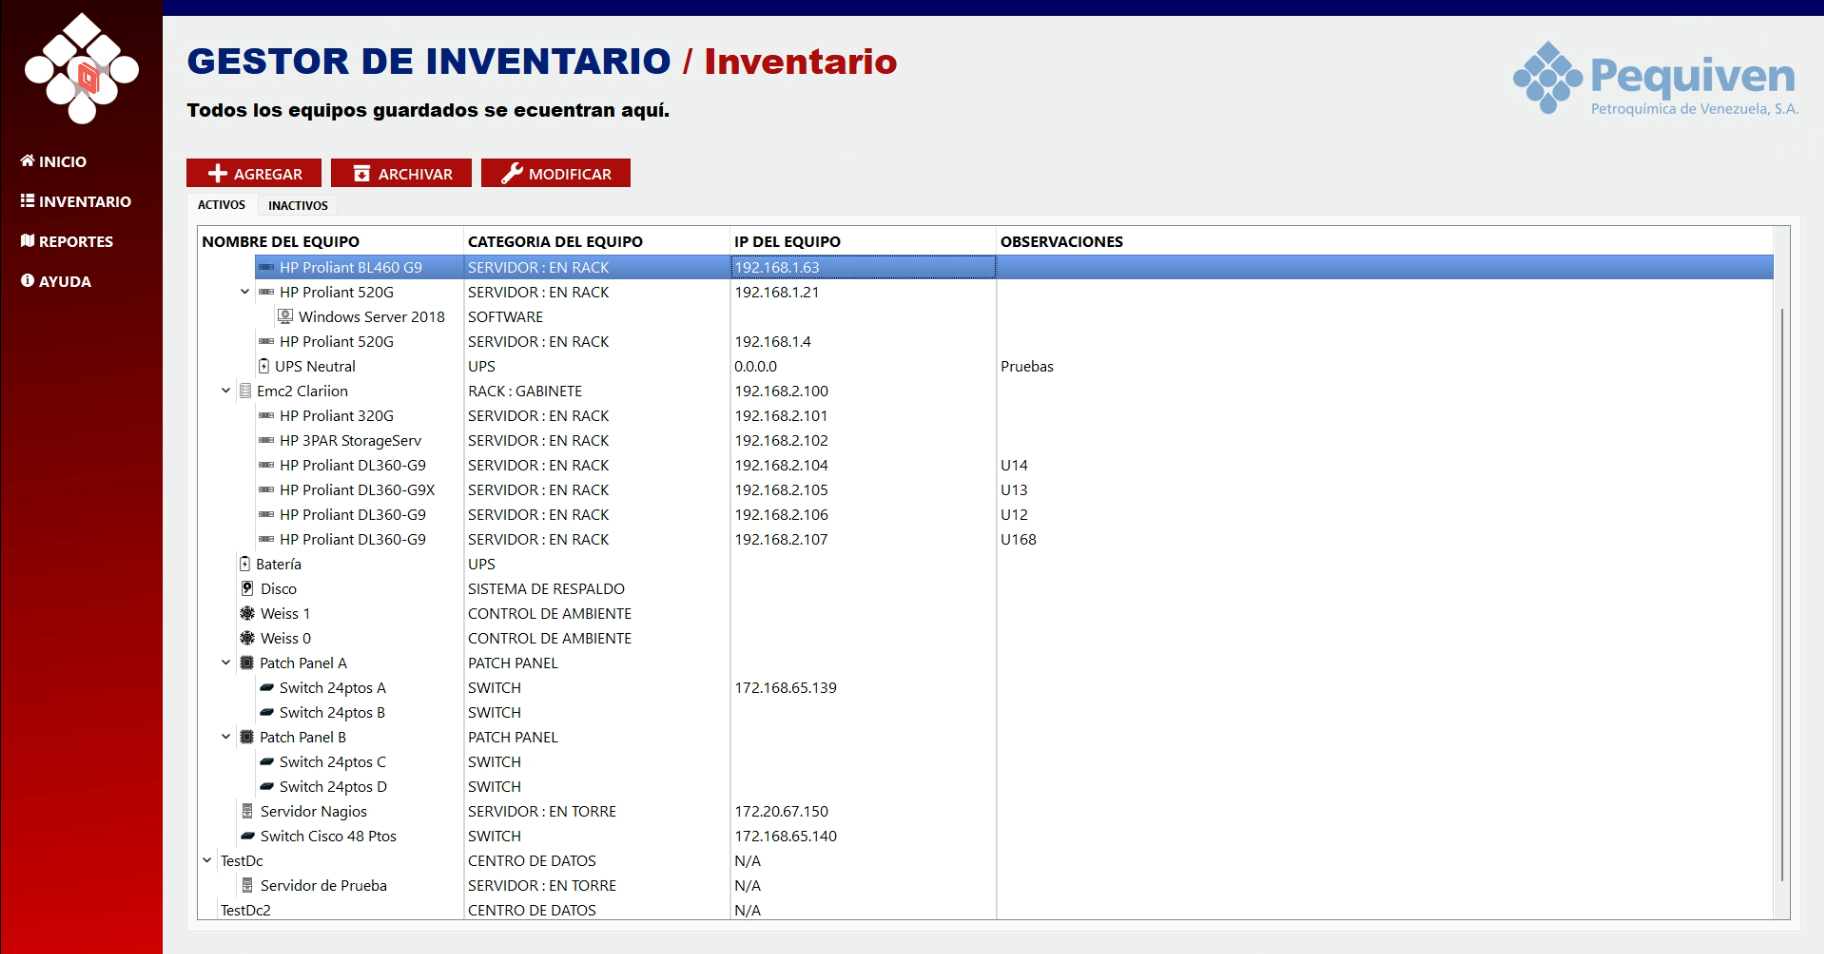 GESTOR DE INVENTARIO / Inventario
Todos los equipos guardados se ecuentran aquí.
Pequiven
Petroquímica de Venezuela, S.A.
INICIO
INVENTARIO
REPORTES
AYUDA
AGREGAR ARCHIVAR MODIFICAR
ACTIVOS INACTIVOS
NOMBRE DEL EQUIPO CATEGORIA DEL EQUIPO IP DEL EQUIPO OBSERVACIONES
HP Proliant BL460 G9 SERVIDOR : EN RACK 192.168.1.63
HP Proliant 520G SERVIDOR : EN RACK 192.168.1.21
Windows Server 2018 SOFTWARE
HP Proliant 520G SERVIDOR : EN RACK 192.168.1.4
UPS Neutral UPS 0.0.0.0 Pruebas
Emc2 Clariion RACK : GABINETE 192.168.2.100
HP Proliant 320G SERVIDOR : EN RACK 192.168.2.101
HP 3PAR StorageServ SERVIDOR : EN RACK 192.168.2.102
HP Proliant DL360-G9 SERVIDOR : EN RACK 192.168.2.104 U14
HP Proliant DL360-G9X SERVIDOR : EN RACK 192.168.2.105 U13
HP Proliant DL360-G9 SERVIDOR : EN RACK 192.168.2.106 U12
HP Proliant DL360-G9 SERVIDOR : EN RACK 192.168.2.107 U168
Batería UPS
Disco SISTEMA DE RESPALDO
Weiss 1 CONTROL DE AMBIENTE
Weiss 0 CONTROL DE AMBIENTE
Patch Panel A PATCH PANEL
Switch 24ptos A SWITCH 172.168.65.139
Switch 24ptos B SWITCH
Patch Panel B PATCH PANEL
Switch 24ptos C SWITCH
Switch 24ptos D SWITCH
Servidor Nagios SERVIDOR : EN TORRE 172.20.67.150
Switch Cisco 48 Ptos SWITCH 172.168.65.140
TestDc CENTRO DE DATOS N/A
Servidor de Prueba SERVIDOR : EN TORRE N/A
TestDc2 CENTRO DE DATOS N/A